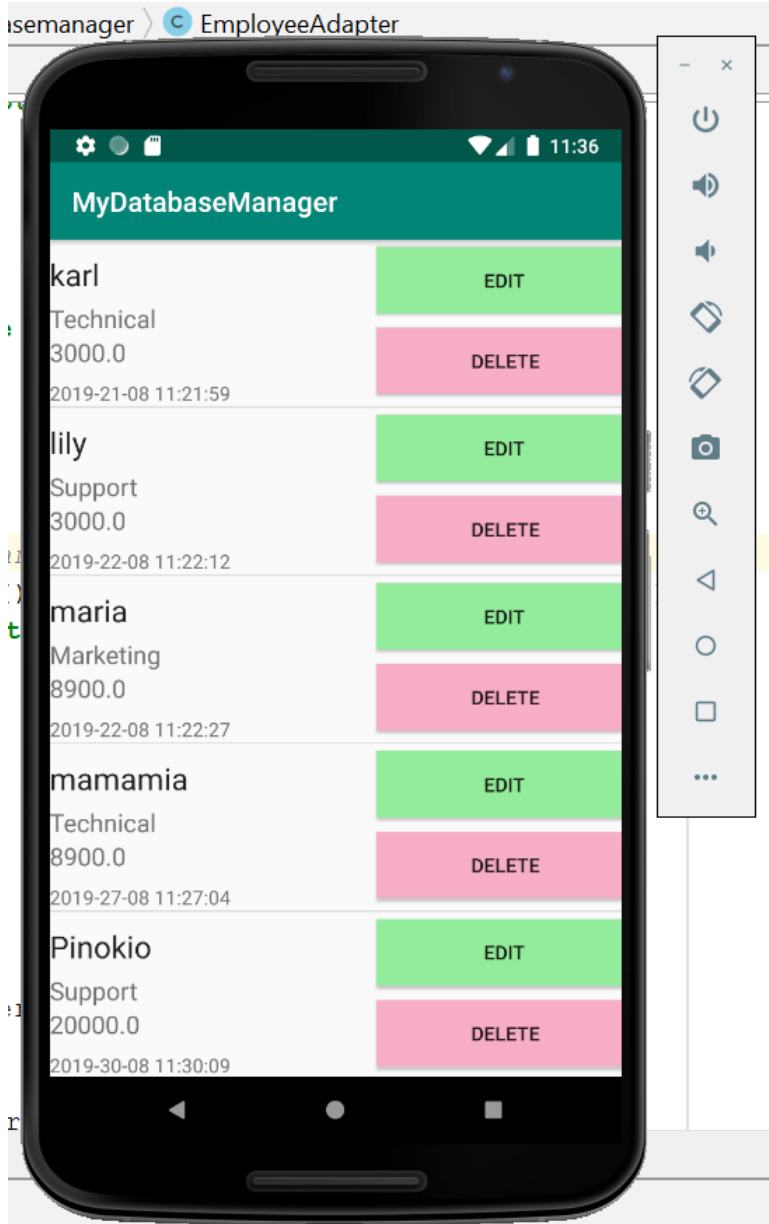 EmployeeAdapter
11:36
MyDatabaseManager
karl
EDIT
Technical
3000.0
DELETE
2019-21-08 11:21:59
lily
EDIT
Support
3000.0
DELETE
2019-22-08 11:22:12
maria
EDIT
Marketing
8900.0
DELETE
2019-22-08 11:22:27
mamamia
EDIT
Technical
8900.0
DELETE
2019-27-08 11:27:04
Pinokio
EDIT
Support
20000.0
DELETE
2019-30-08 11:30:09